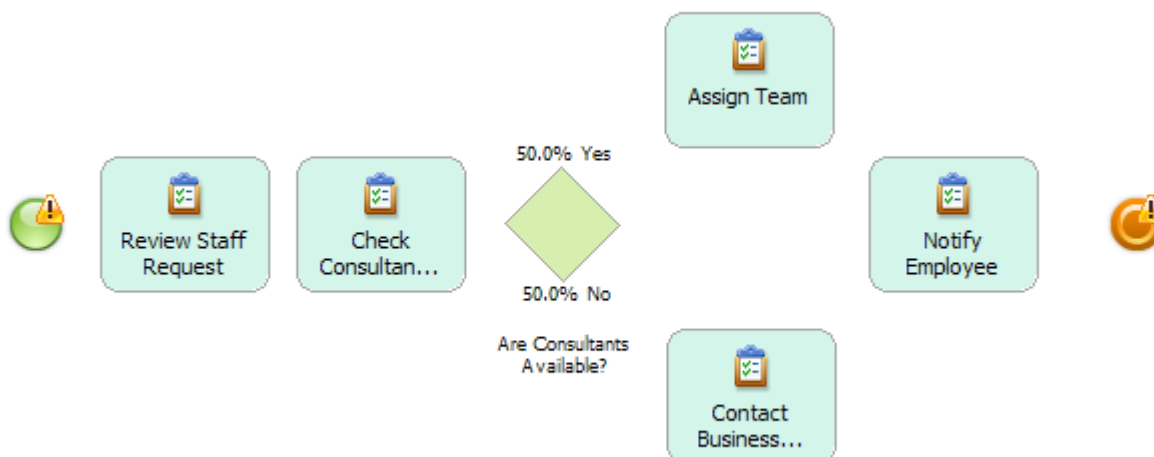 Assign Team
50.0% Yes
Review Staff
Request
Check
Consultan...
Notify
Employee
50.0% No
Are Consultants
Available?
Contact
Business...